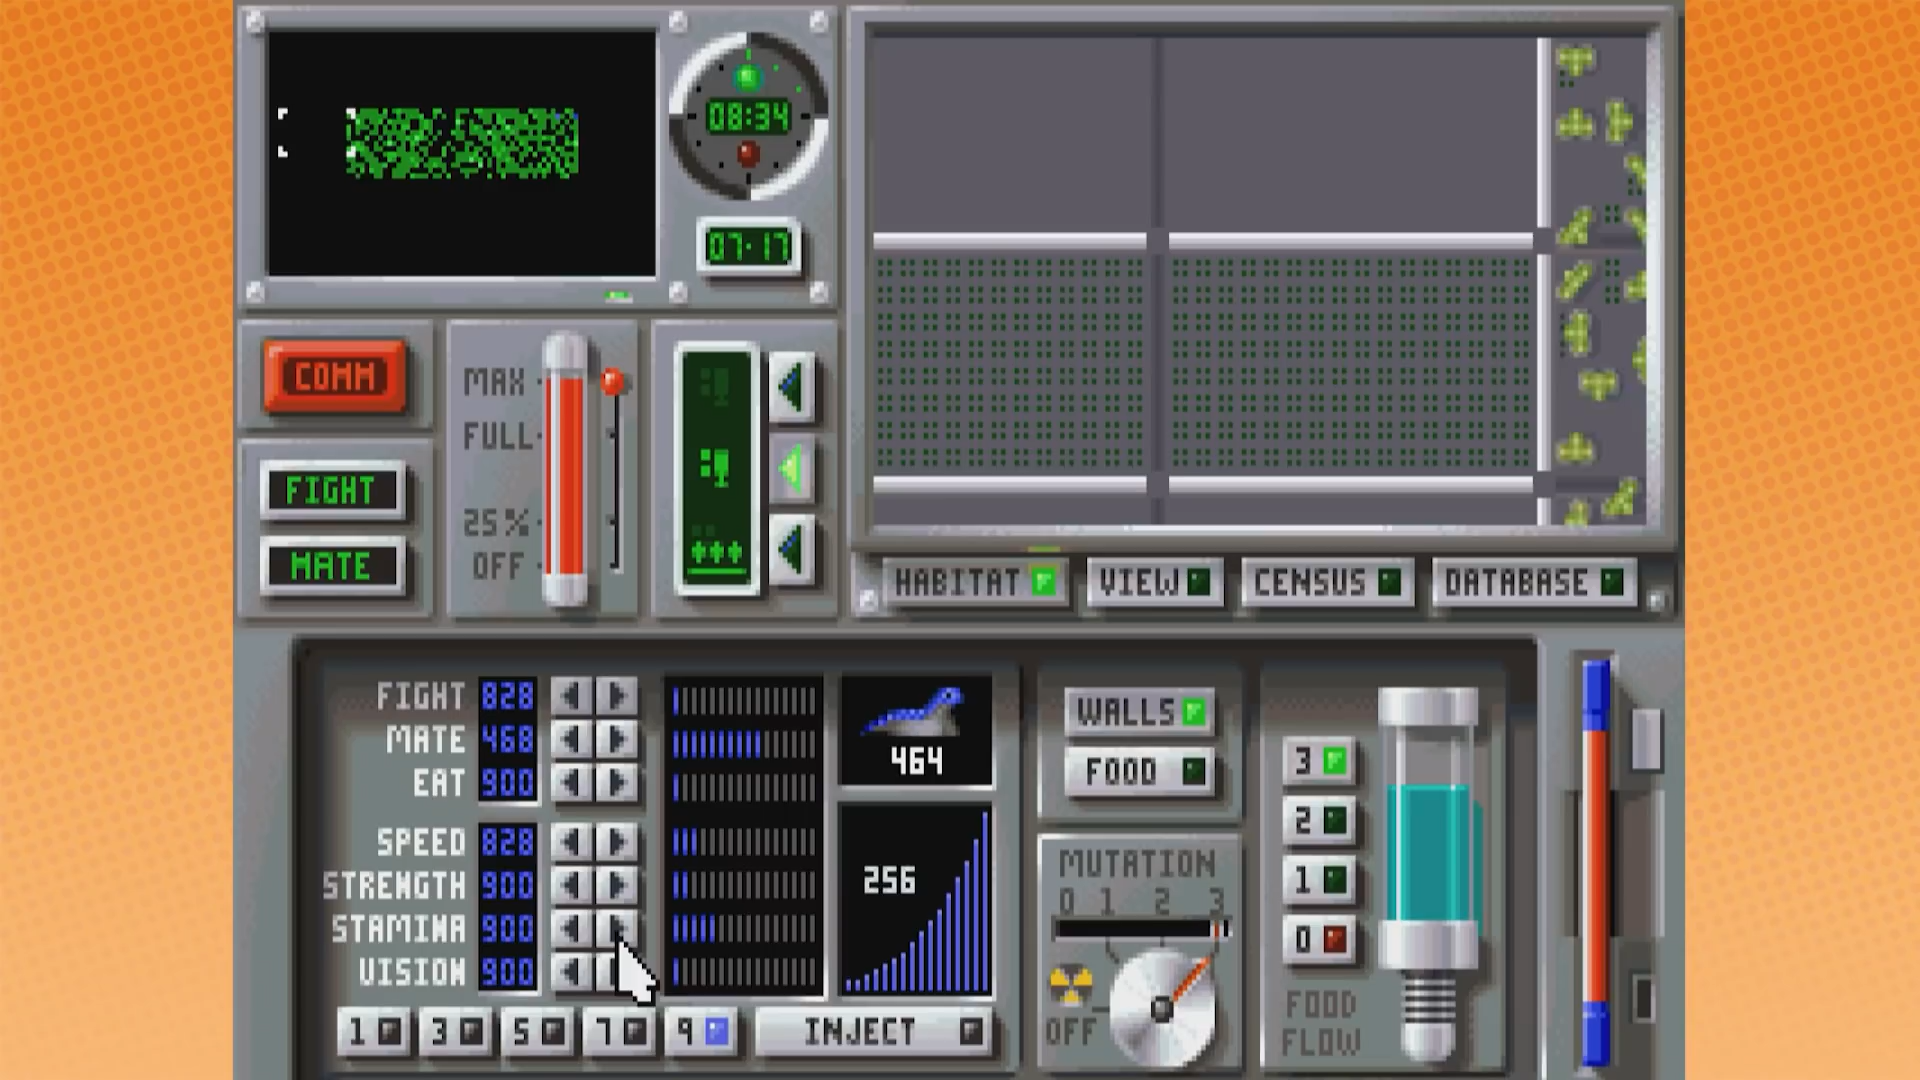 08:34
07·17
COMM
FIGHT
MATE
MAX
FULL
25%
OFF
HABITAT
VIEW
CENSUS
DATABASE
FIGHT 828
MATE 468
EAT 900
SPEED 828
STRENGTH 900
STAMINA 900
VISION 900
464
256
1 3 5 7 9 INJECT
WALLS
FOOD
MUTATION
0 1 2 3
OFF
3
2
1
0
FOOD
FLOW